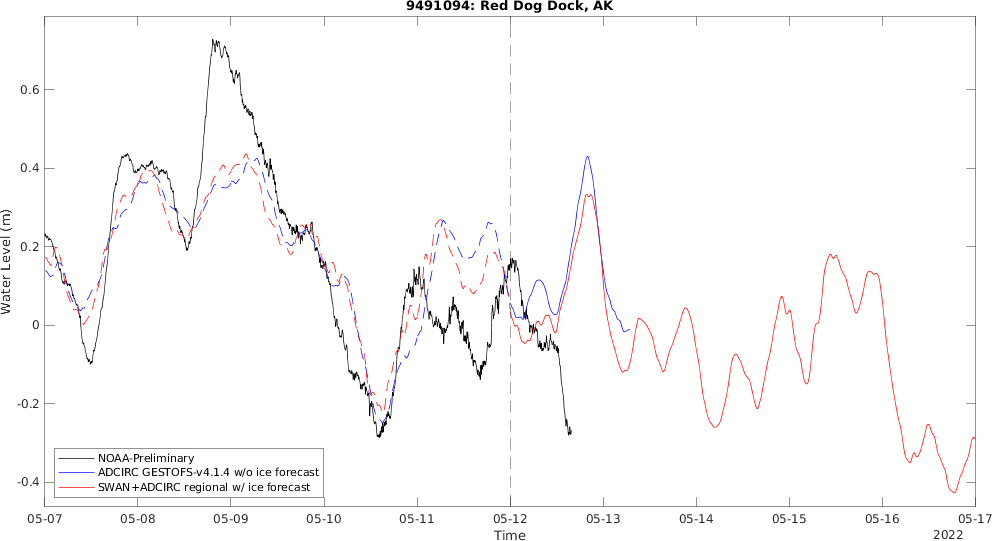 9491094: Red Dog Dock, AK
Water Level (m)
0.6
0.4
0.2
0
-0.2
-0.4
NOAA-Preliminary
ADCIRC GESTOFS-v4.1.4 w/o ice forecast
SWAN+ADCIRC regional w/ ice forecast
05-07 05-08 05-09 05-10 05-11 05-12 05-13 05-14 05-15 05-16 05-17
Time
2022